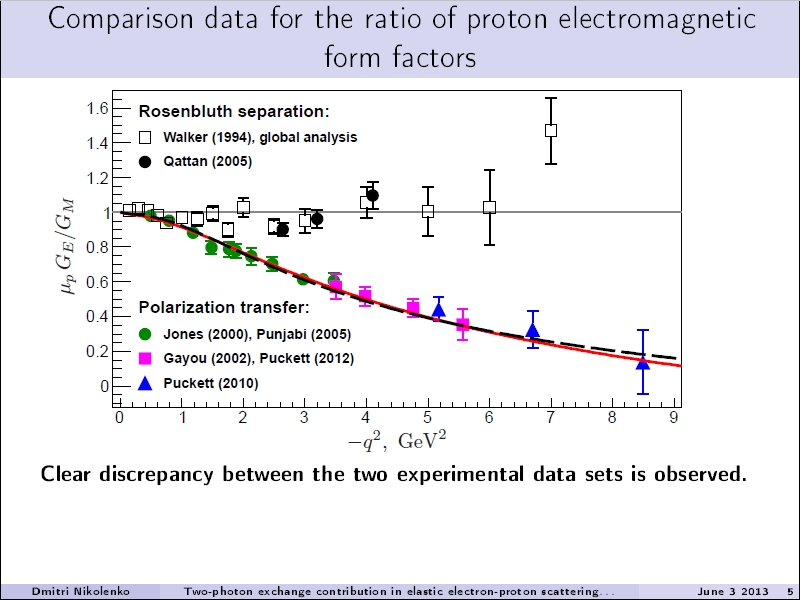 Comparison data for the ratio of proton electromagnetic
form factors
μp GE/GM
1.6
1.4
1.2
1
0.8
0.6
0.4
0.2
0
Rosenbluth separation:
Walker (1994), global analysis
Qattan (2005)
Polarization transfer:
Jones (2000), Punjabi (2005)
Gayou (2002), Puckett (2012)
Puckett (2010)
0 1 2 3 4 5 6 7 8 9
−q², GeV²
Clear discrepancy between the two experimental data sets is observed.
Dmitri Nikolenko Two-photon exchange contribution in elastic electron-proton scattering... June 3 2013 5